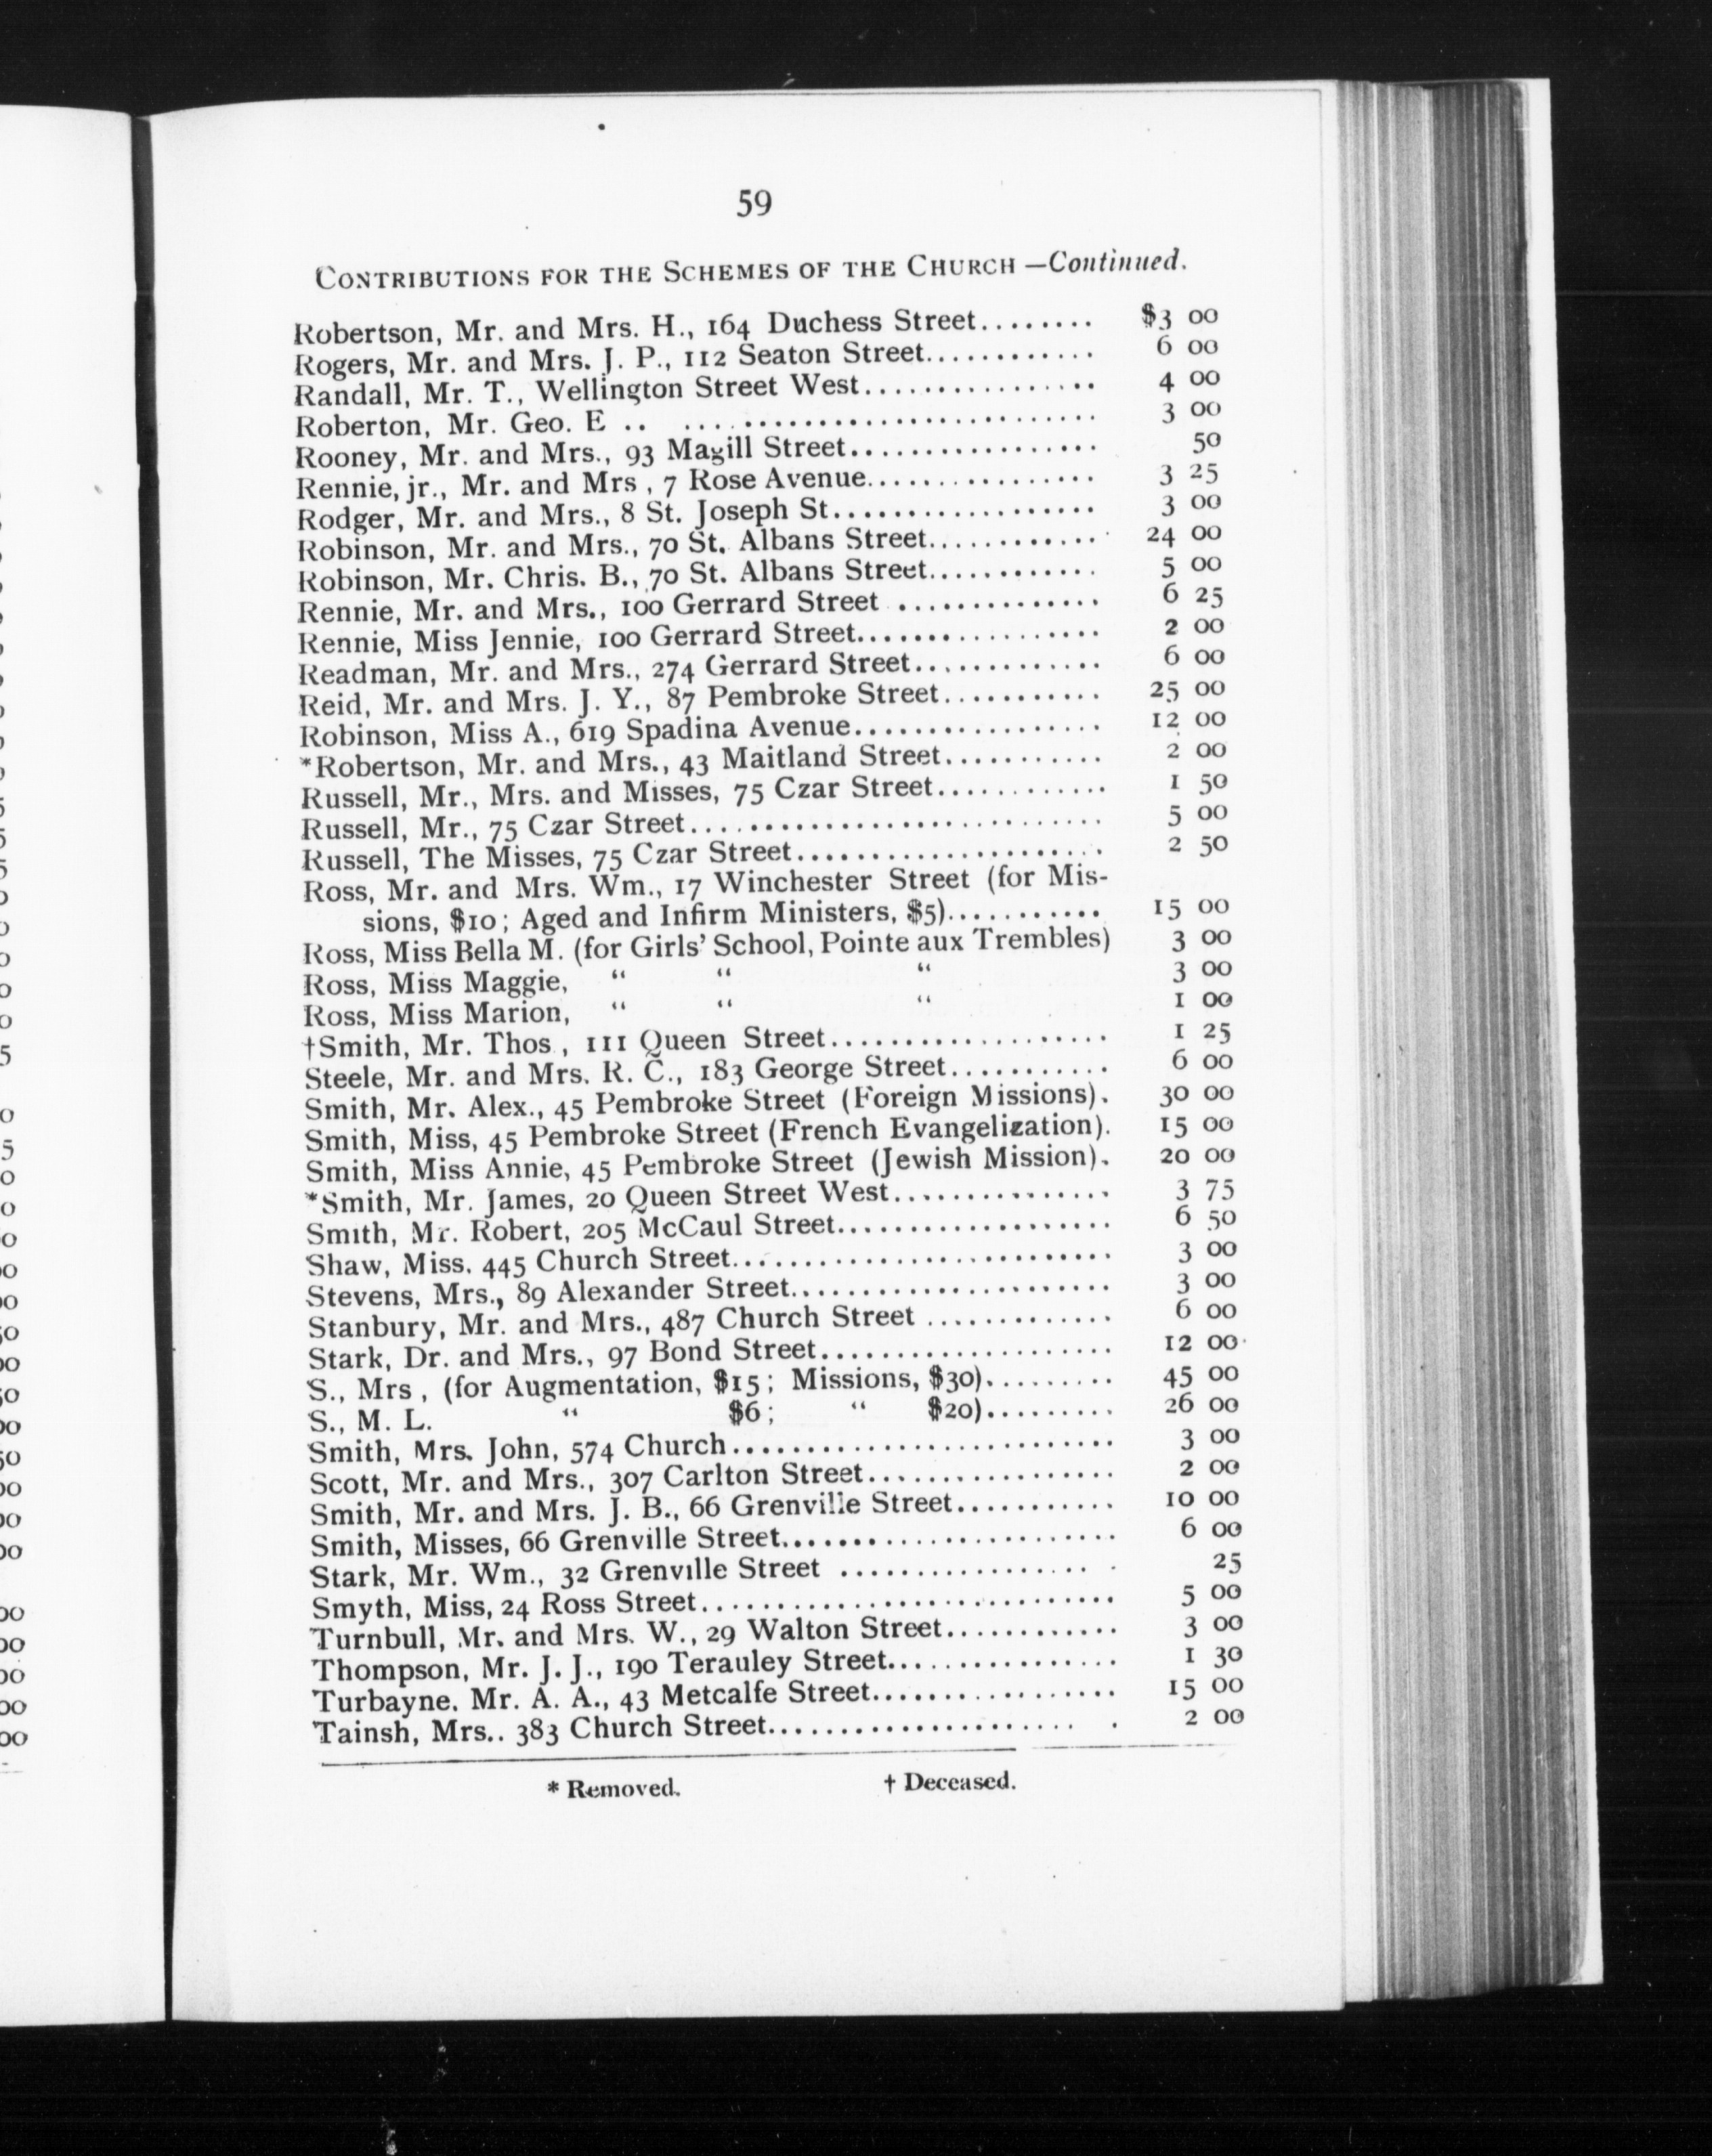 59
CONTRIBUTIONS FOR THE SCHEMES OF THE CHURCH —Continued.
Robertson, Mr. and Mrs. H., 164 Duchess Street........ $3 00
Rogers, Mr. and Mrs. J. P., 112 Seaton Street............ 6 00
Randall, Mr. T., Wellington Street West................ 4 00
Roberton, Mr. Geo. E .. ............................ 3 00
Rooney, Mr. and Mrs., 93 Magill Street................. 50
Rennie, jr., Mr. and Mrs , 7 Rose Avenue................ 3 25
Rodger, Mr. and Mrs., 8 St. Joseph St.................. 3 00
Robinson, Mr. and Mrs., 70 St. Albans Street............. 24 00
Robinson, Mr. Chris. B., 70 St. Albans Street............ 5 00
Rennie, Mr. and Mrs., 100 Gerrard Street .............. 6 25
Rennie, Miss Jennie, 100 Gerrard Street................. 2 00
Readman, Mr. and Mrs., 274 Gerrard Street............. 6 00
Reid, Mr. and Mrs. J. Y., 87 Pembroke Street........... 25 00
Robinson, Miss A., 619 Spadina Avenue................. 12 00
*Robertson, Mr. and Mrs., 43 Maitland Street........... 2 00
Russell, Mr., Mrs. and Misses, 75 Czar Street............ 1 50
Russell, Mr., 75 Czar Street............................ 5 00
Russell, The Misses, 75 Czar Street..................... 2 50
Ross, Mr. and Mrs. Wm., 17 Winchester Street (for Mis-
sions, $10; Aged and Infirm Ministers, $5)........... 15 00
Ross, Miss Bella M. (for Girls' School, Pointe aux Trembles) 3 00
Ross, Miss Maggie, " " " 3 00
Ross, Miss Marion, " " " 1 00
†Smith, Mr. Thos , 111 Queen Street................... 1 25
Steele, Mr. and Mrs. R. C., 183 George Street........... 6 00
Smith, Mr. Alex., 45 Pembroke Street (Foreign Missions). 30 00
Smith, Miss, 45 Pembroke Street (French Evangelization). 15 00
Smith, Miss Annie, 45 Pembroke Street (Jewish Mission). 20 00
*Smith, Mr. James, 20 Queen Street West............... 3 75
Smith, Mr. Robert, 205 McCaul Street................... 6 50
Shaw, Miss. 445 Church Street.......................... 3 00
Stevens, Mrs., 89 Alexander Street...................... 3 00
Stanbury, Mr. and Mrs., 487 Church Street ............. 6 00
Stark, Dr. and Mrs., 97 Bond Street.................... 12 00
S., Mrs , (for Augmentation, $15; Missions, $30)......... 45 00
S., M. L. " $6; " $20)......... 26 00
Smith, Mrs. John, 574 Church.......................... 3 00
Scott, Mr. and Mrs., 307 Carlton Street................. 2 00
Smith, Mr. and Mrs. J. B., 66 Grenville Street........... 10 00
Smith, Misses, 66 Grenville Street....................... 6 00
Stark, Mr. Wm., 32 Grenville Street ................. . 25
Smyth, Miss, 24 Ross Street............................ 5 00
Turnbull, Mr. and Mrs. W., 29 Walton Street............ 3 00
Thompson, Mr. J. J., 190 Terauley Street................ 1 30
Turbayne. Mr. A. A., 43 Metcalfe Street................. 15 00
Tainsh, Mrs.. 383 Church Street..................... . 2 00
* Removed. † Deceased.